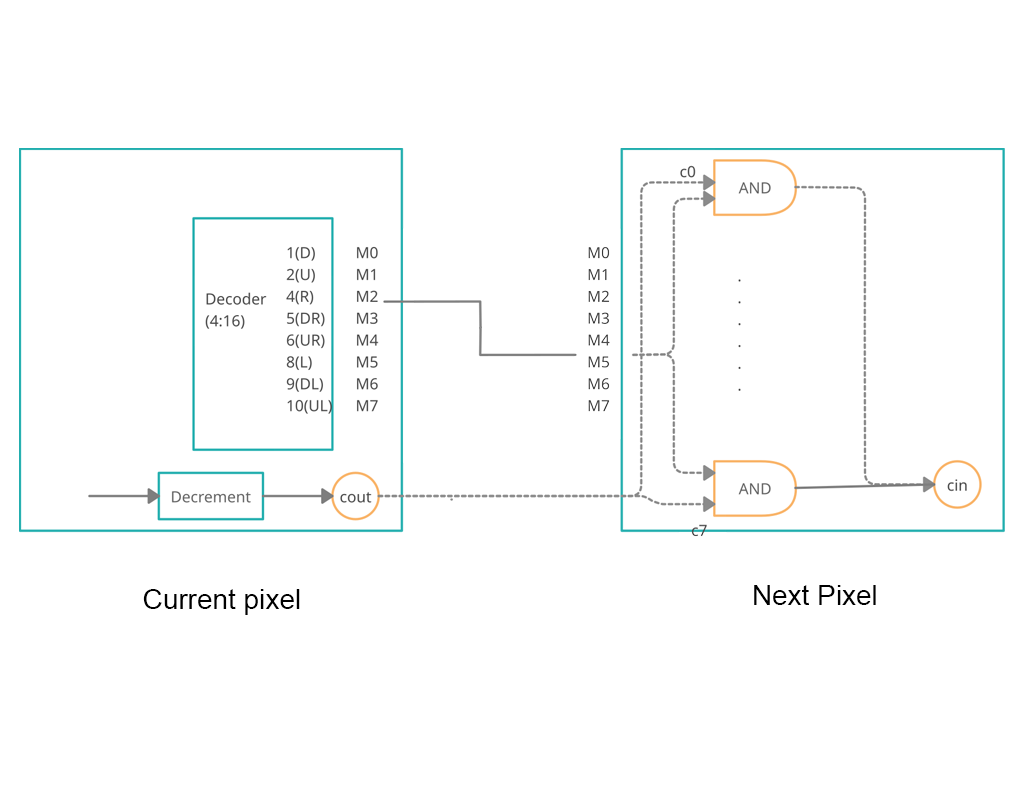 c0
AND
1(D) M0
2(U) M1
Decoder 4(R) M2
(4:16) 5(DR) M3
6(UR) M4
8(L) M5
9(DL) M6
10(UL) M7
M0
M1
M2
M3
M4
M5
M6
M7
Decrement
cout
AND
cin
c7
Current pixel
Next Pixel